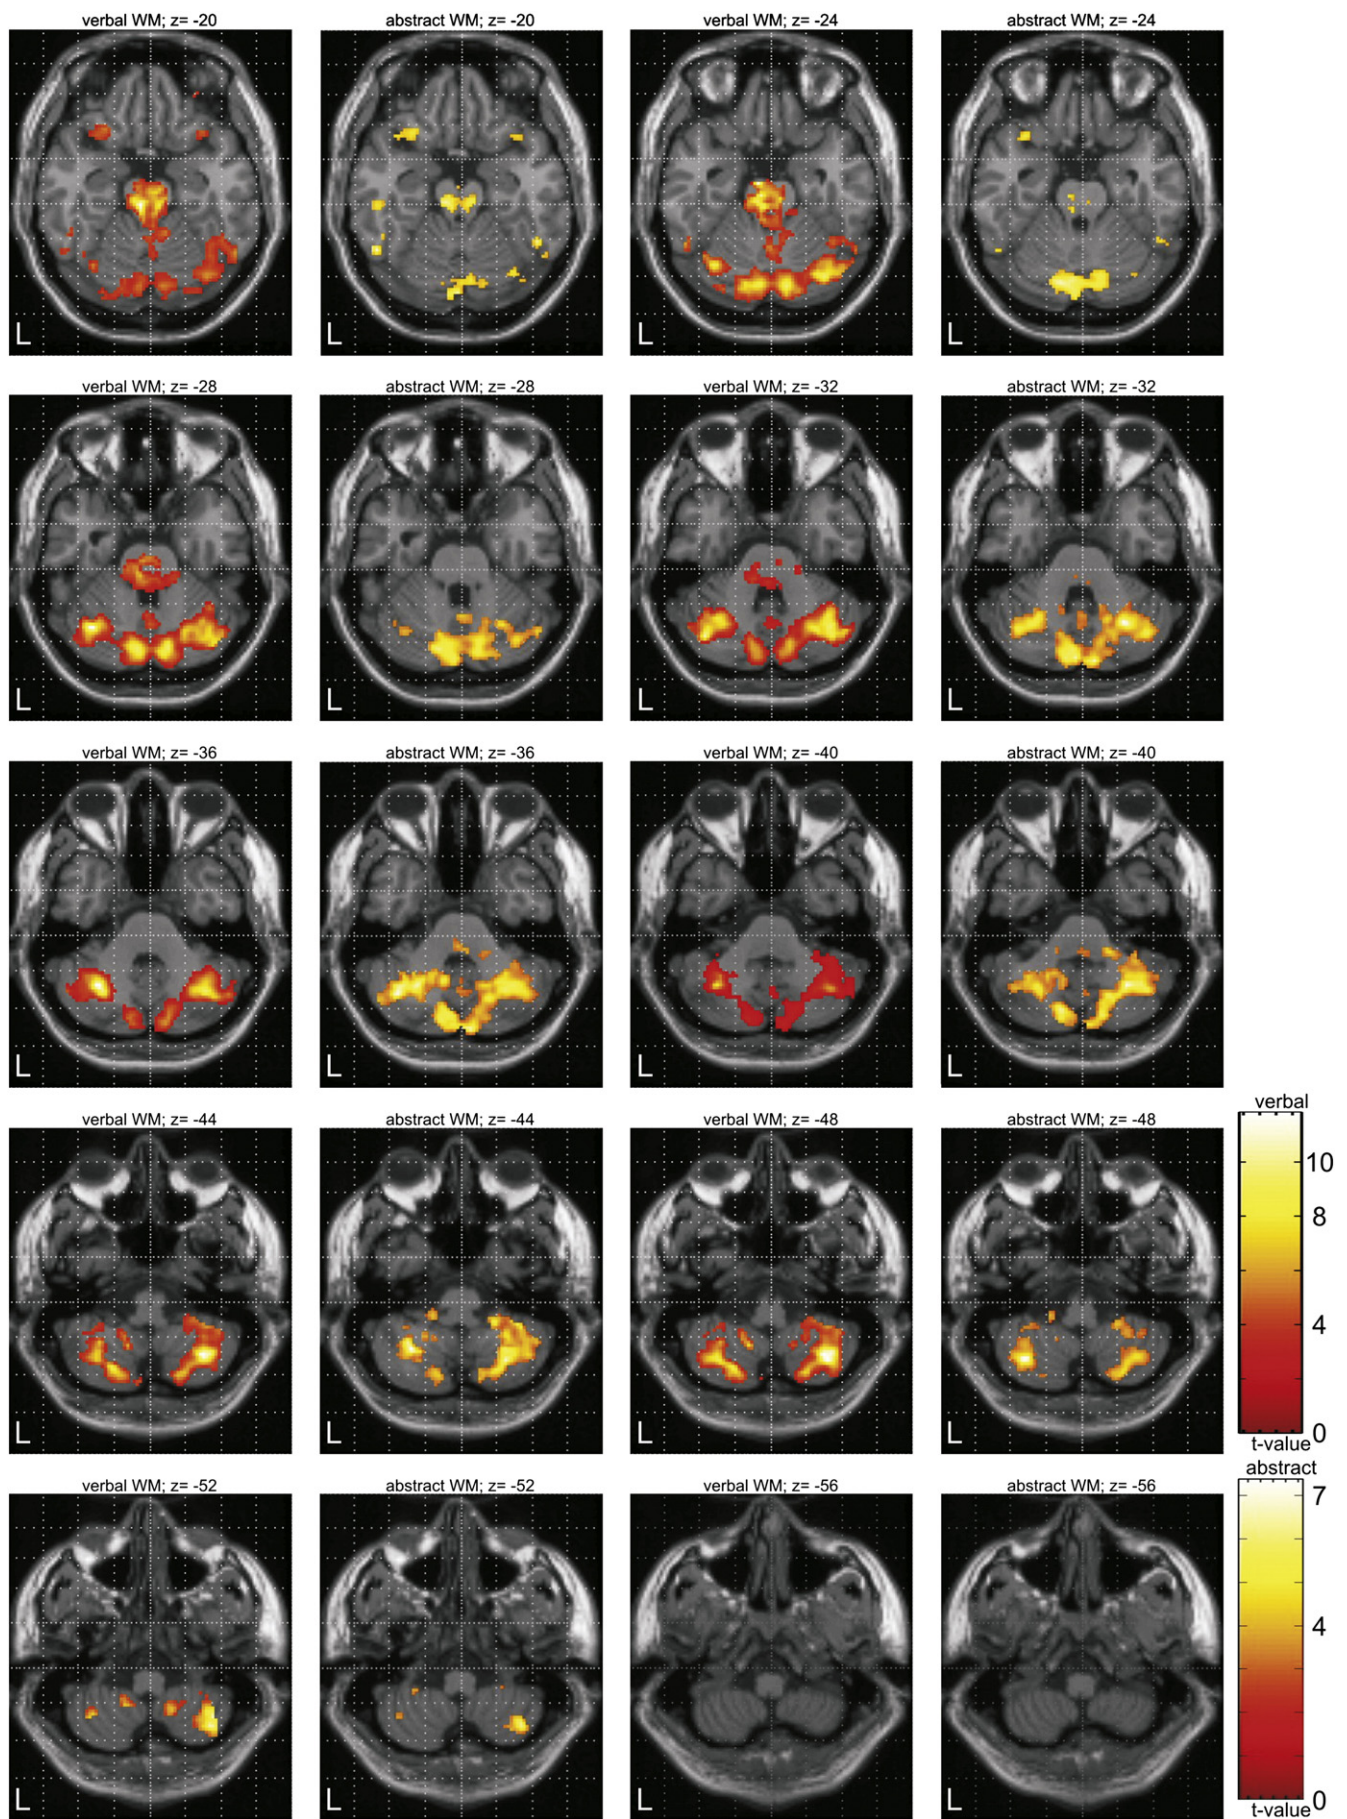 verbal WM; z= -20
abstract WM; z= -20
verbal WM; z= -24
abstract WM; z= -24
L
L
L
L
verbal WM; z= -28
abstract WM; z= -28
verbal WM; z= -32
abstract WM; z= -32
L
L
L
L
verbal WM; z= -36
abstract WM; z= -36
verbal WM; z= -40
abstract WM; z= -40
L
L
L
L
verbal WM; z= -44
abstract WM; z= -44
verbal WM; z= -48
abstract WM; z= -48
L
L
L
L
verbal
10
8
4
0
t-value
verbal WM; z= -52
abstract WM; z= -52
verbal WM; z= -56
abstract WM; z= -56
L
L
L
L
abstract
7
4
0
t-value